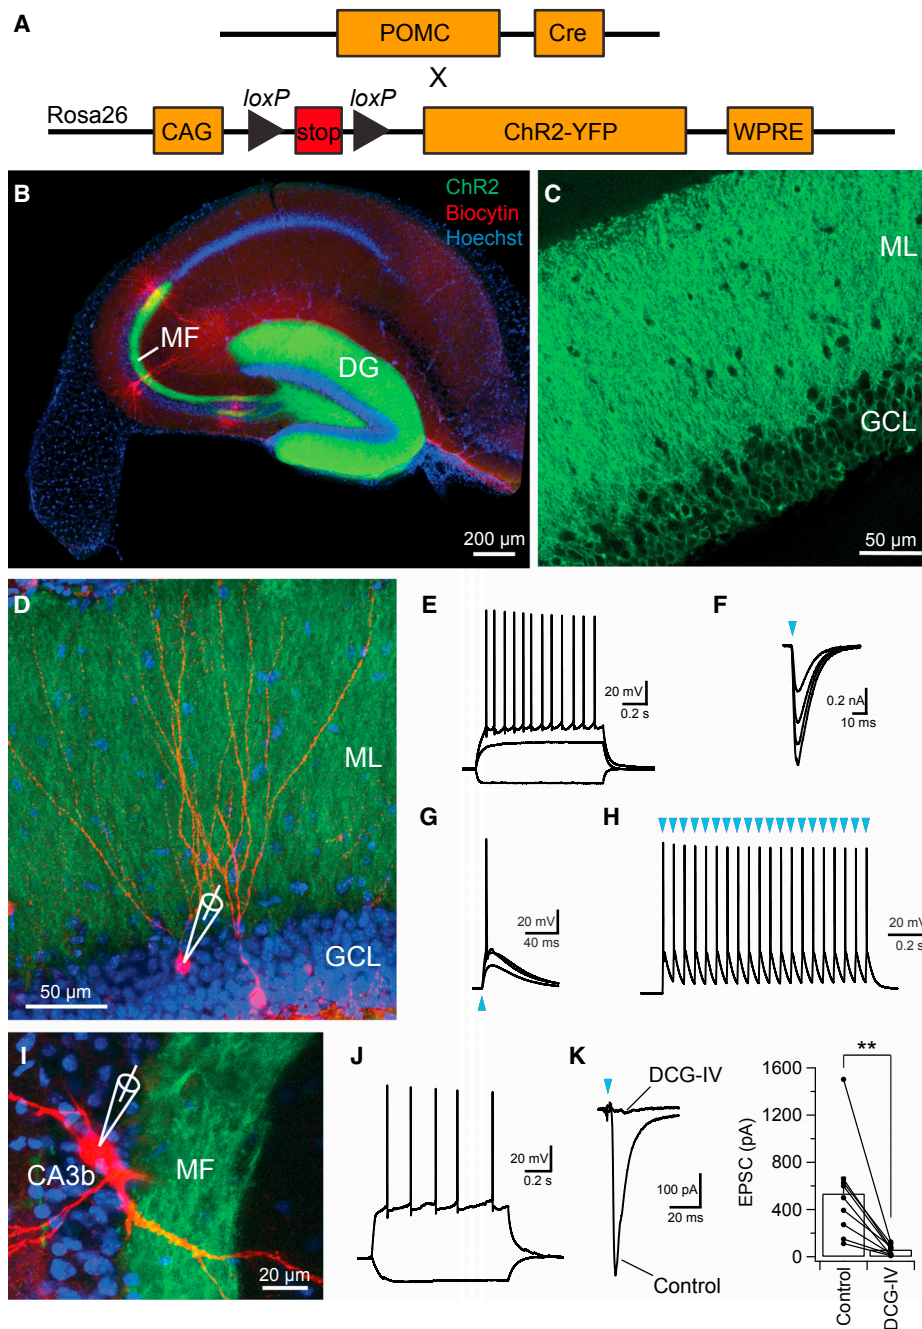 A
POMC
Cre
X
Rosa26
loxP
loxP
CAG
stop
ChR2-YFP
WPRE
B
ChR2
Biocytin
Hoechst
MF
DG
200 µm
C
ML
GCL
50 µm
D
ML
GCL
50 µm
E
20 mV
0.2 s
F
0.2 nA
10 ms
G
20 mV
40 ms
H
20 mV
0.2 s
I
CA3b
MF
20 µm
J
20 mV
0.2 s
K
DCG-IV
100 pA
20 ms
Control
**
EPSC (pA)
1600
1200
800
400
0
Control
DCG-IV